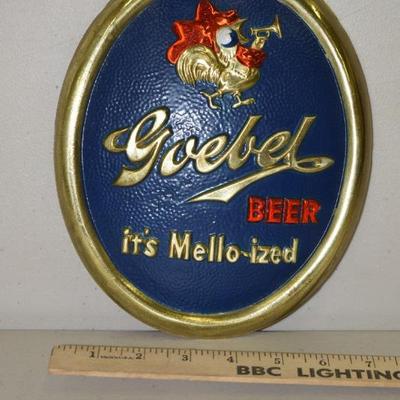 Goebel
BEER
it's Mello-ized
1 2 3 4 5 6 7
BBC LIGHTING